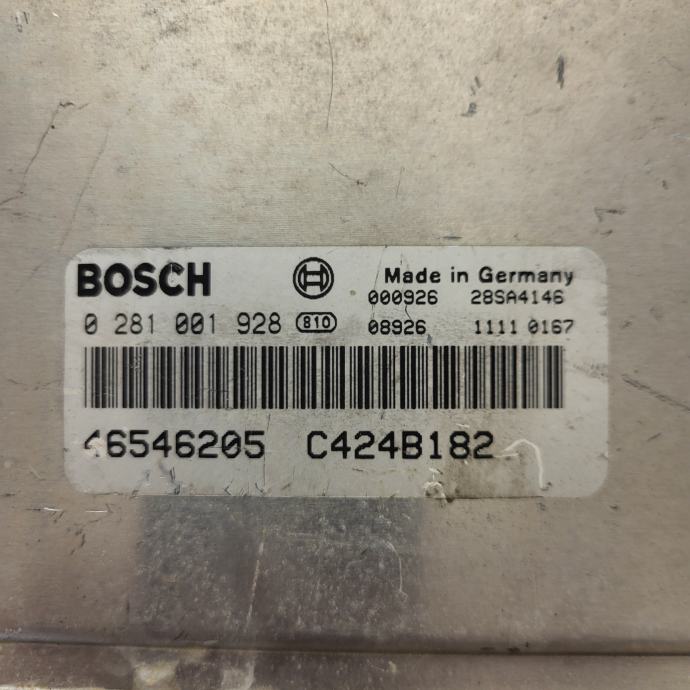 BOSCH Made in Germany
000926 28SA4146
0 281 001 928 810 08926 1111 0167
46546205 C424B182